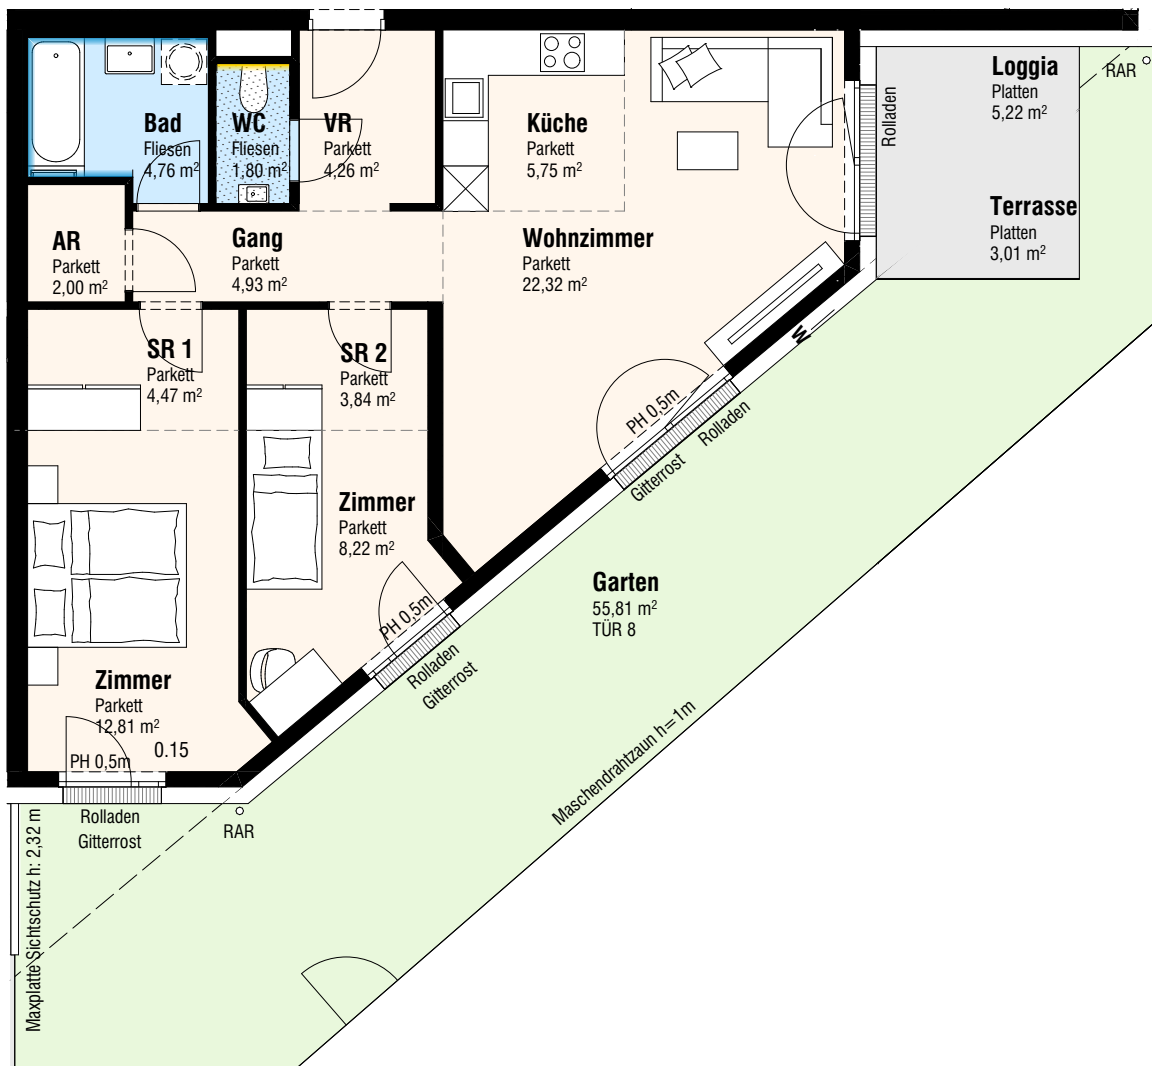 Bad
Fliesen
4,76 m²
WC
Fliesen
1,80 m²
VR
Parkett
4,26 m²
Küche
Parkett
5,75 m²
Rolladen
Loggia
Platten
5,22 m²
RAR
Terrasse
Platten
3,01 m²
AR
Parkett
2,00 m²
Gang
Parkett
4,93 m²
Wohnzimmer
Parkett
22,32 m²
W
SR 1
Parkett
4,47 m²
SR 2
Parkett
3,84 m²
PH 0,5m
Rolladen
Gitterrost
Zimmer
Parkett
8,22 m²
PH 0,5m
Rolladen
Gitterrost
Garten
55,81 m²
TÜR 8
Zimmer
Parkett
12,81 m²
0.15
PH 0,5m
Rolladen
Gitterrost
RAR
Maschendrahtzaun h=1m
Maxplatte Sichtschutz h: 2,32 m